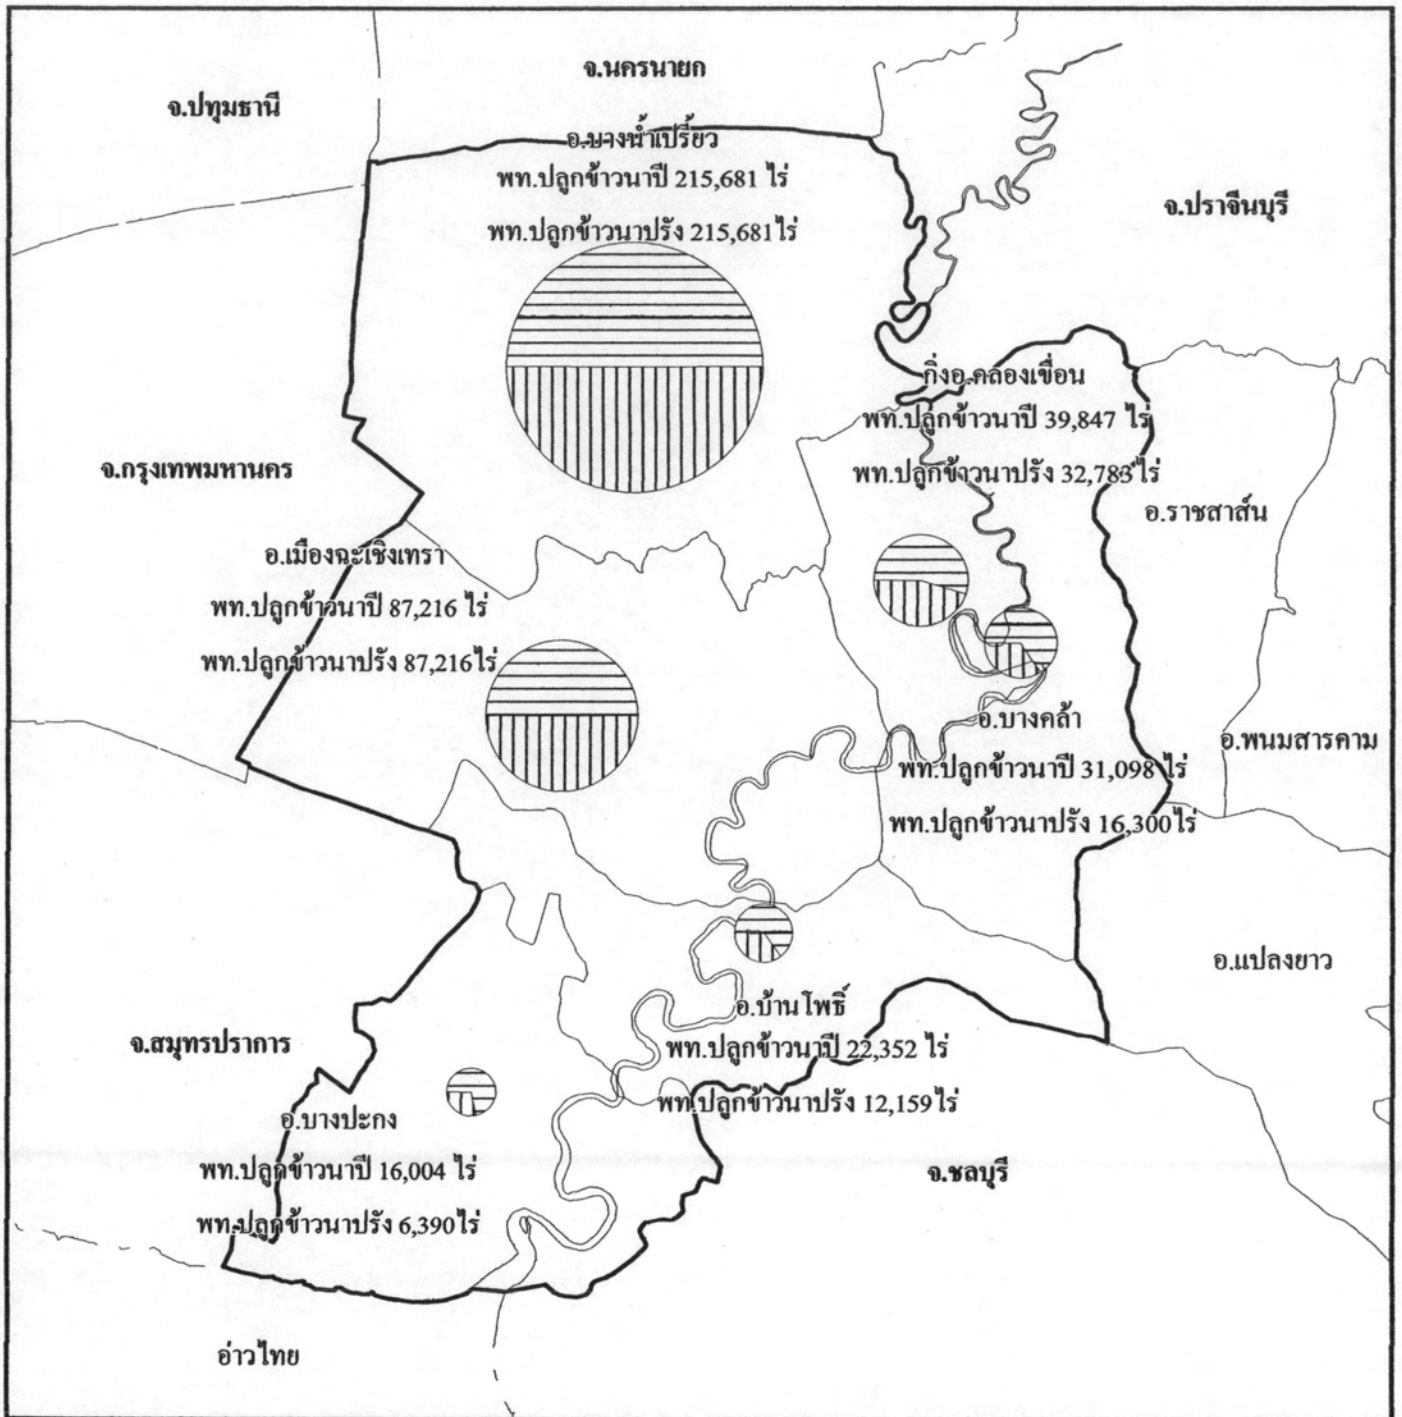 จ.นครนายก
จ.ปทุมธานี
อ.บางน้ำเปรี้ยว
พท.ปลูกข้าวนาปี 215,681 ไร่
พท.ปลูกข้าวนาปรัง 215,681 ไร่
จ.ปราจีนบุรี
กิ่งอ.คลองเขื่อน
พท.ปลูกข้าวนาปี 39,847 ไร่
พท.ปลูกข้าวนาปรัง 32,783 ไร่
จ.กรุงเทพมหานคร
อ.ราชสาส์น
อ.เมืองฉะเชิงเทรา
พท.ปลูกข้าวนาปี 87,216 ไร่
พท.ปลูกข้าวนาปรัง 87,216 ไร่
อ.บางคล้า
พท.ปลูกข้าวนาปี 31,098 ไร่
พท.ปลูกข้าวนาปรัง 16,300 ไร่
อ.พนมสารคาม
อ.แปลงยาว
อ.บ้านโพธิ์
พท.ปลูกข้าวนาปี 22,352 ไร่
พท.ปลูกข้าวนาปรัง 12,159 ไร่
จ.สมุทรปราการ
อ.บางปะกง
พท.ปลูกข้าวนาปี 16,004 ไร่
พท.ปลูกข้าวนาปรัง 6,390 ไร่
จ.ชลบุรี
อ่าวไทย